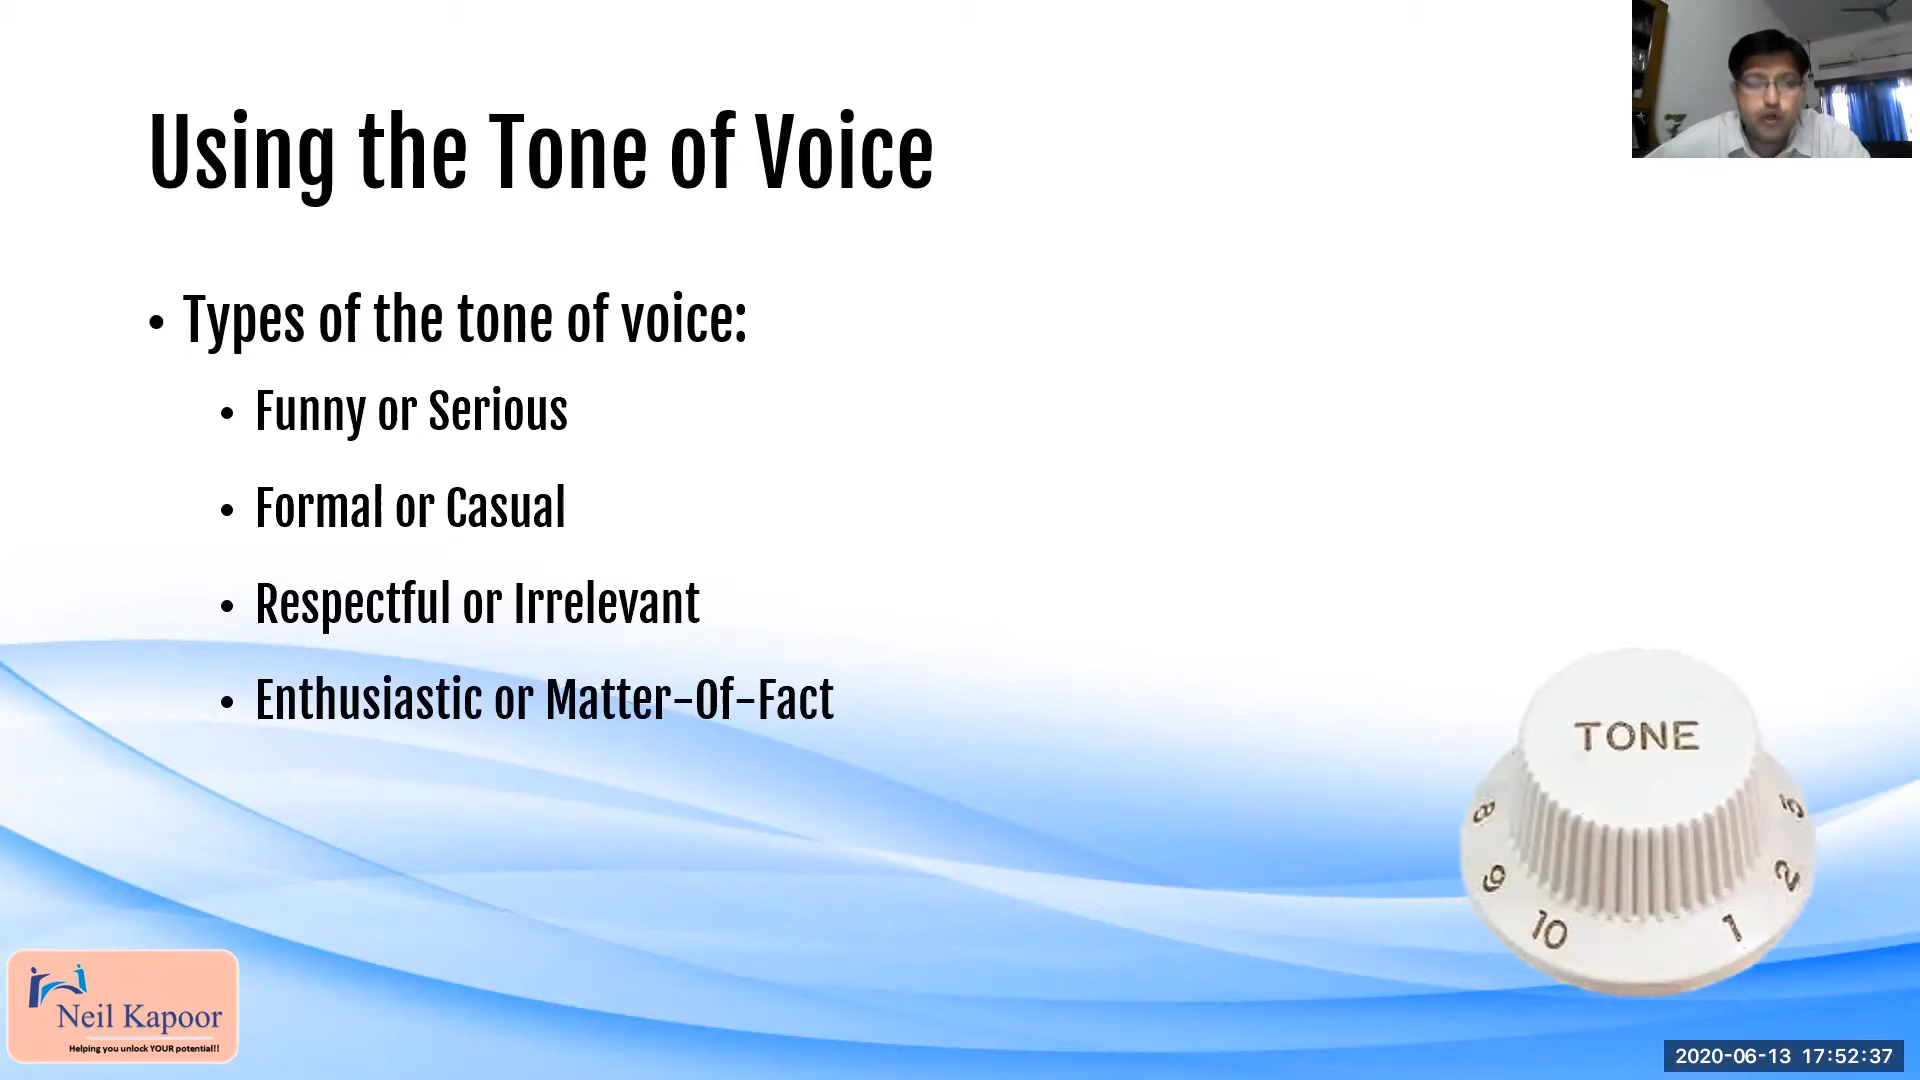 Using the Tone of Voice
• Types of the tone of voice:
• Funny or Serious
• Formal or Casual
• Respectful or Irrelevant
• Enthusiastic or Matter-Of-Fact
TONE
8
3
9
2
10
1
Neil Kapoor
Helping you unlock YOUR potential!!
2020-06-13 17:52:37